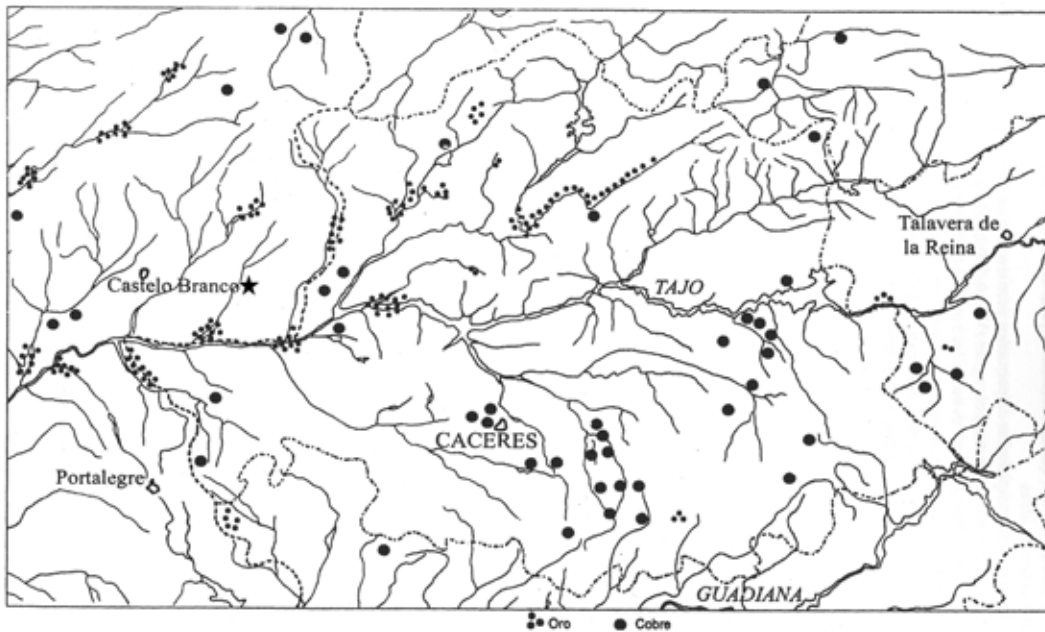 Talavera de
la Reina
Castelo Branco
TAJO
CACERES
Portalegre
GUADIANA
Oro
Cobre